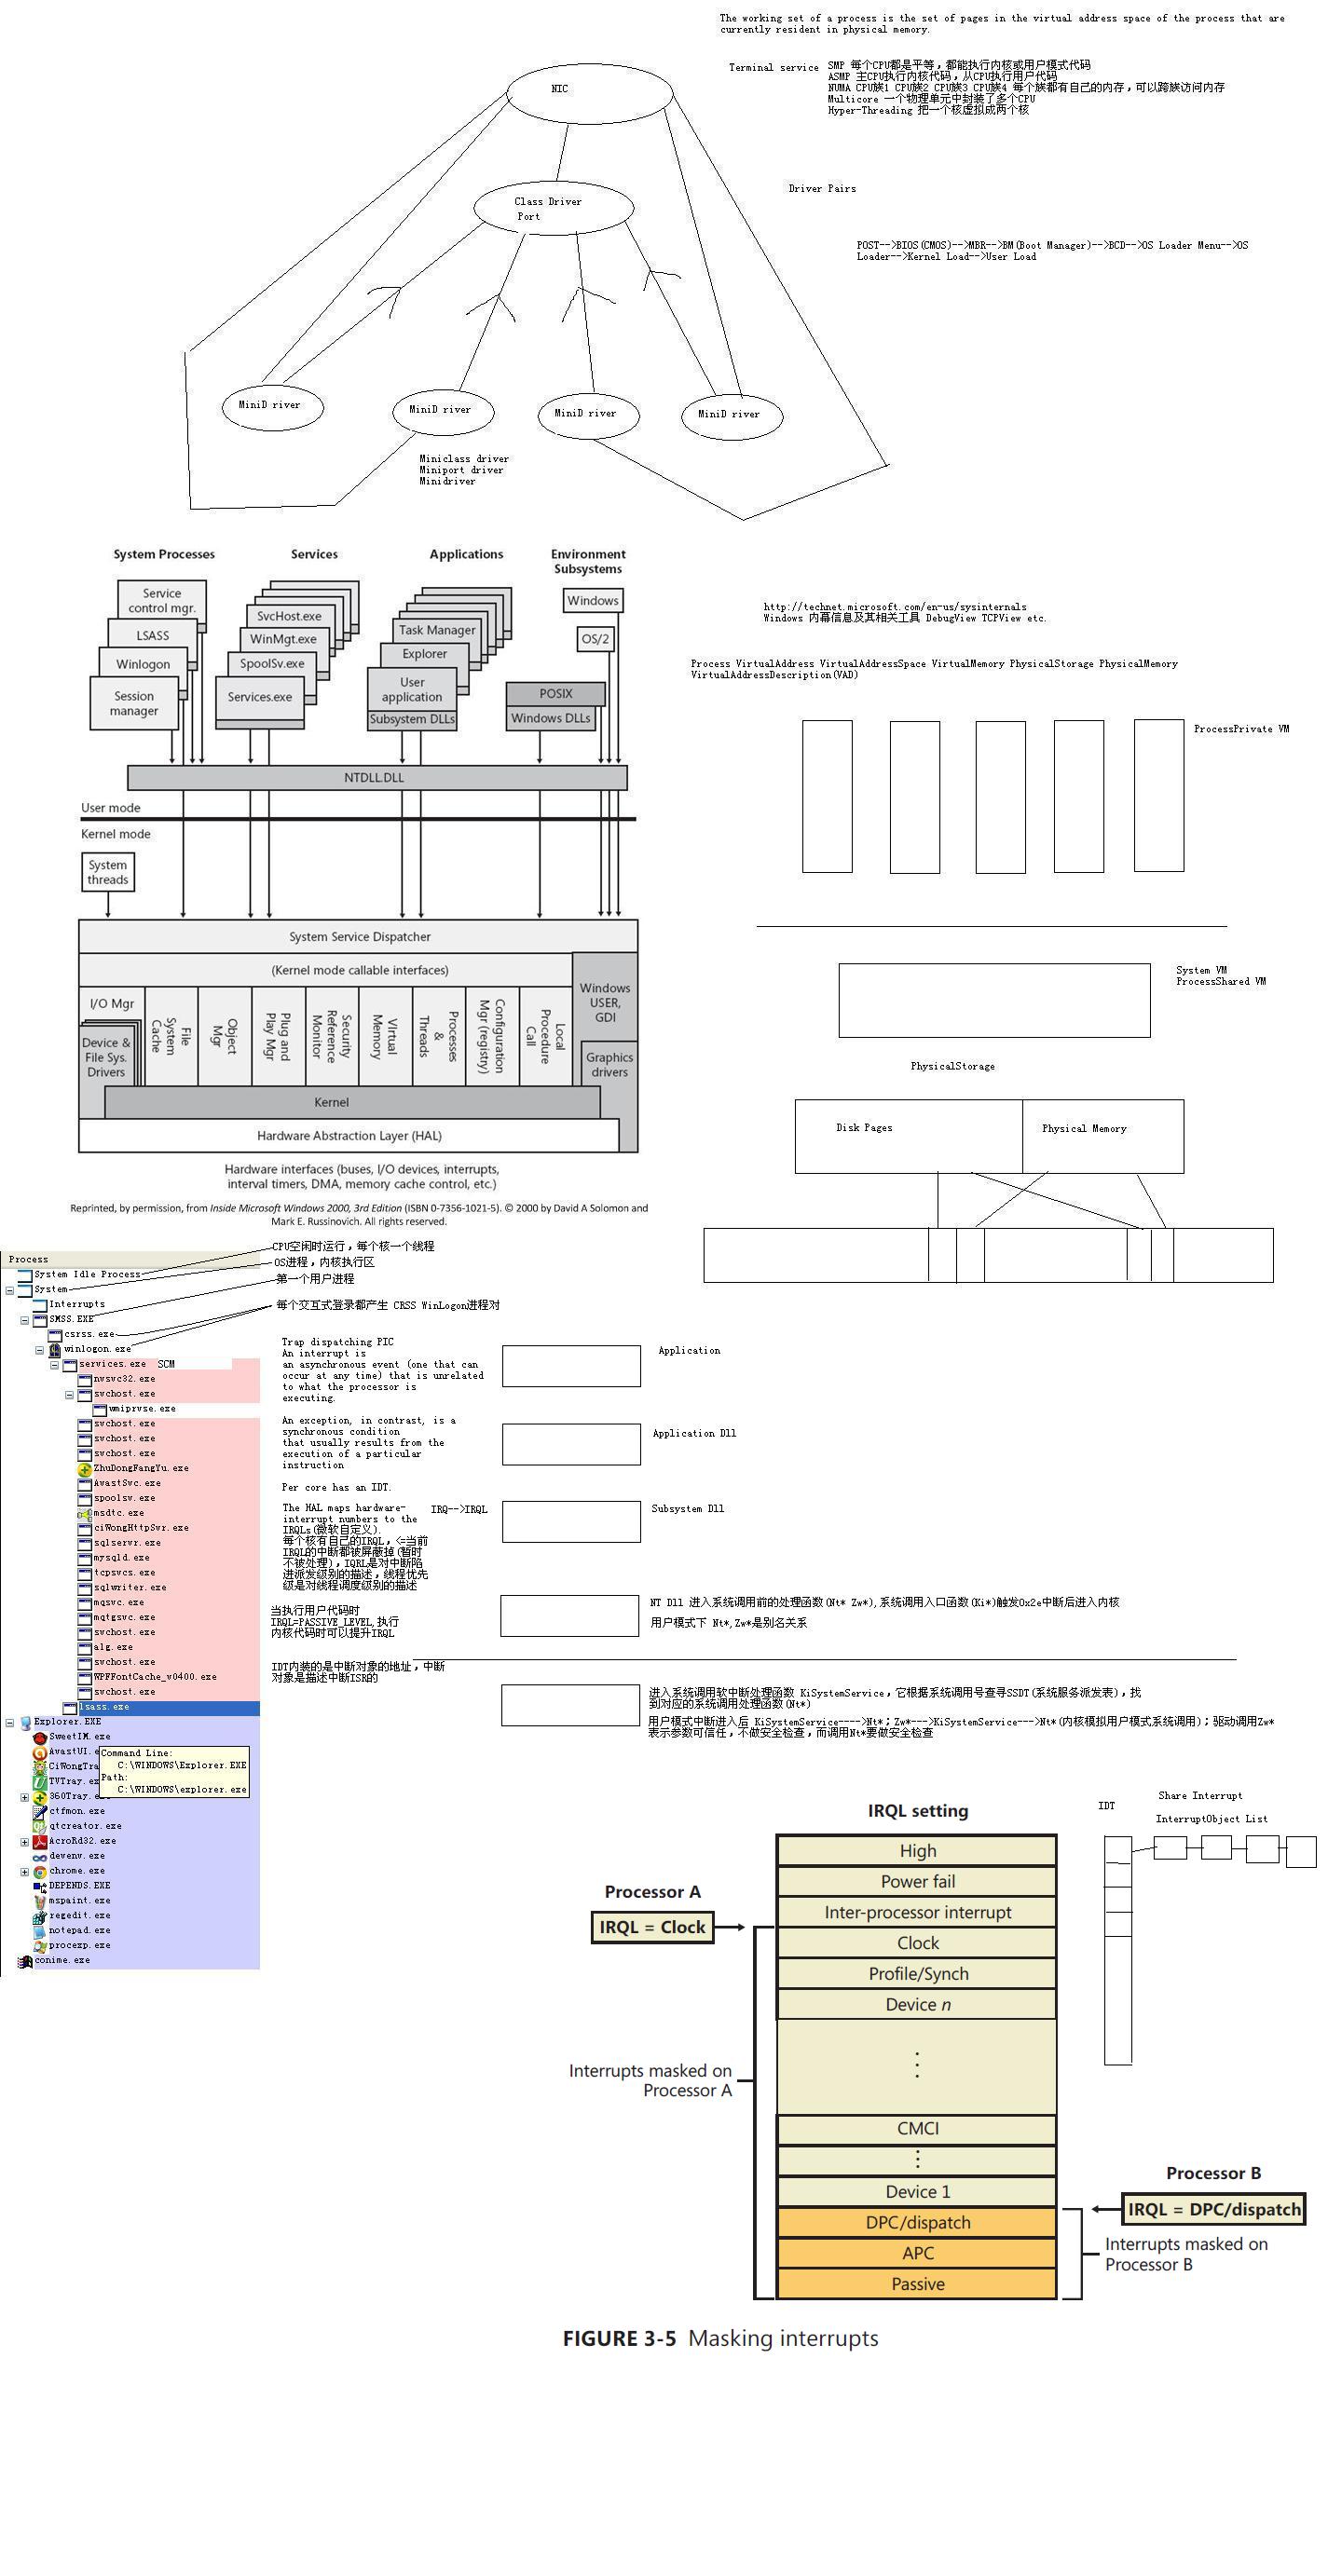 The working set of a process is the set of pages in the virtual address space of the process that are
currently resident in physical memory.
Terminal service
SMP 每个CPU都是平等，都能执行内核或用户模式代码
ASMP 主CPU执行内核代码，从CPU执行用户代码
NUMA CPU族1 CPU族2 CPU族3 CPU族4 每个族都有自己的内存，可以跨族访问内存
Multicore 一个物理单元中封装了多个CPU
Hyper-Threading 把一个核虚拟成两个核
NIC
Driver Pairs
Class Driver
Port
POST-->BIOS(CMOS)-->MBR-->BM(Boot Manager)-->BCD-->OS Loader Menu-->OS
Loader-->Kernel Load-->User Load
MiniD river
MiniD river
MiniD river
MiniD river
Miniclass driver
Miniport driver
Minidriver
System Processes
Services
Applications
Environment
Subsystems
Service
control mgr.
LSASS
Winlogon
Session
manager
SvcHost.exe
WinMgt.exe
SpoolSv.exe
Services.exe
Task Manager
Explorer
User
application
Subsystem DLLs
Windows
OS/2
POSIX
Windows DLLs
NTDLL.DLL
User mode
Kernel mode
System
threads
System Service Dispatcher
(Kernel mode callable interfaces)
I/O Mgr
Device &
File Sys.
Drivers
File
System
Cache
Object
Mgr
Plug and
Play Mgr
Security
Reference
Monitor
Virtual
Memory
Processes
&
Threads
Configuration
Mgr (registry)
Local
Procedure
Call
Windows
USER,
GDI
Graphics
drivers
Kernel
Hardware Abstraction Layer (HAL)
Hardware interfaces (buses, I/O devices, interrupts,
interval timers, DMA, memory cache control, etc.)
Reprinted, by permission, from Inside Microsoft Windows 2000, 3rd Edition (ISBN 0-7356-1021-5). © 2000 by David A Solomon and
Mark E. Russinovich. All rights reserved.
http://technet.microsoft.com/en-us/sysinternals
Windows 内幕信息及其相关工具 DebugView TCPView etc.
Process VirtualAddress VirtualAddressSpace VirtualMemory PhysicalStorage PhysicalMemory
VirtualAddressDescription(VAD)
ProcessPrivate VM
System VM
ProcessShared VM
PhysicalStorage
Disk Pages
Physical Memory
Process
System Idle Process
System
Interrupts
SMSS.EXE
csrss.exe
winlogon.exe
services.exe SCM
nvsvc32.exe
svchost.exe
wmiprvse.exe
svchost.exe
svchost.exe
svchost.exe
ZhuDongFangYu.exe
AvastSvc.exe
spoolsv.exe
msdtc.exe
ciWongHttpSvr.exe
sqlservr.exe
mysqld.exe
tcpsvcs.exe
sqlwriter.exe
mqsvc.exe
mqtgsvc.exe
svchost.exe
alg.exe
svchost.exe
WPFFontCache_v0400.exe
svchost.exe
lsass.exe
Explorer.EXE
SweetIM.exe
AvastUI.e
CiWongTra
TVTray.ex
360Tray.e
ctfmon.exe
qtcreator.exe
AcroRd32.exe
devenv.exe
chrome.exe
DEPENDS.EXE
mspaint.exe
regedit.exe
notepad.exe
procexp.exe
conime.exe
Command Line:
C:\WINDOWS\Explorer.EXE
Path:
C:\WINDOWS\explorer.exe
CPU空闲时运行，每个核一个线程
OS进程，内核执行区
第一个用户进程
每个交互式登录都产生 CRSS WinLogon进程对
Trap dispatching PIC
An interrupt is
an asynchronous event (one that can
occur at any time) that is unrelated
to what the processor is
executing.
An exception, in contrast, is a
synchronous condition
that usually results from the
execution of a particular
instruction
Per core has an IDT.
The HAL maps hardware-
interrupt numbers to the
IRQLs(微软自定义).
每个核有自己的IRQL，<=当前
IRQL的中断都被屏蔽掉(暂时
不被处理)，IQRL是对中断陷
进派发级别的描述，线程优先
级是对线程调度级别的描述
IRQ-->IRQL
当执行用户代码时
IRQL=PASSIVE_LEVEL,执行
内核代码时可以提升IRQL
IDT内装的是中断对象的地址，中断
对象是描述中断ISR的
Application
Application Dll
Subsystem Dll
NT Dll 进入系统调用前的处理函数(Nt* Zw*),系统调用入口函数(Ki*)触发0x2e中断后进入内核
用户模式下 Nt*,Zw*是别名关系
进入系统调用软中断处理函数 KiSystemService，它根据系统调用号查寻SSDT(系统服务派发表)，找
到对应的系统调用处理函数(Nt*)
用户模式中断进入后 KiSystemService---->Nt*；Zw*--->KiSystemService--->Nt*(内核模拟用户模式系统调用)；驱动调用Zw*
表示参数可信任，不做安全检查，而调用Nt*要做安全检查
IRQL setting
High
Power fail
Inter-processor interrupt
Clock
Profile/Synch
Device n
CMCI
Device 1
DPC/dispatch
APC
Passive
Processor A
IRQL = Clock
Interrupts masked on
Processor A
Processor B
IRQL = DPC/dispatch
Interrupts masked on
Processor B
IDT
Share Interrupt
InterruptObject List
FIGURE 3-5 Masking interrupts